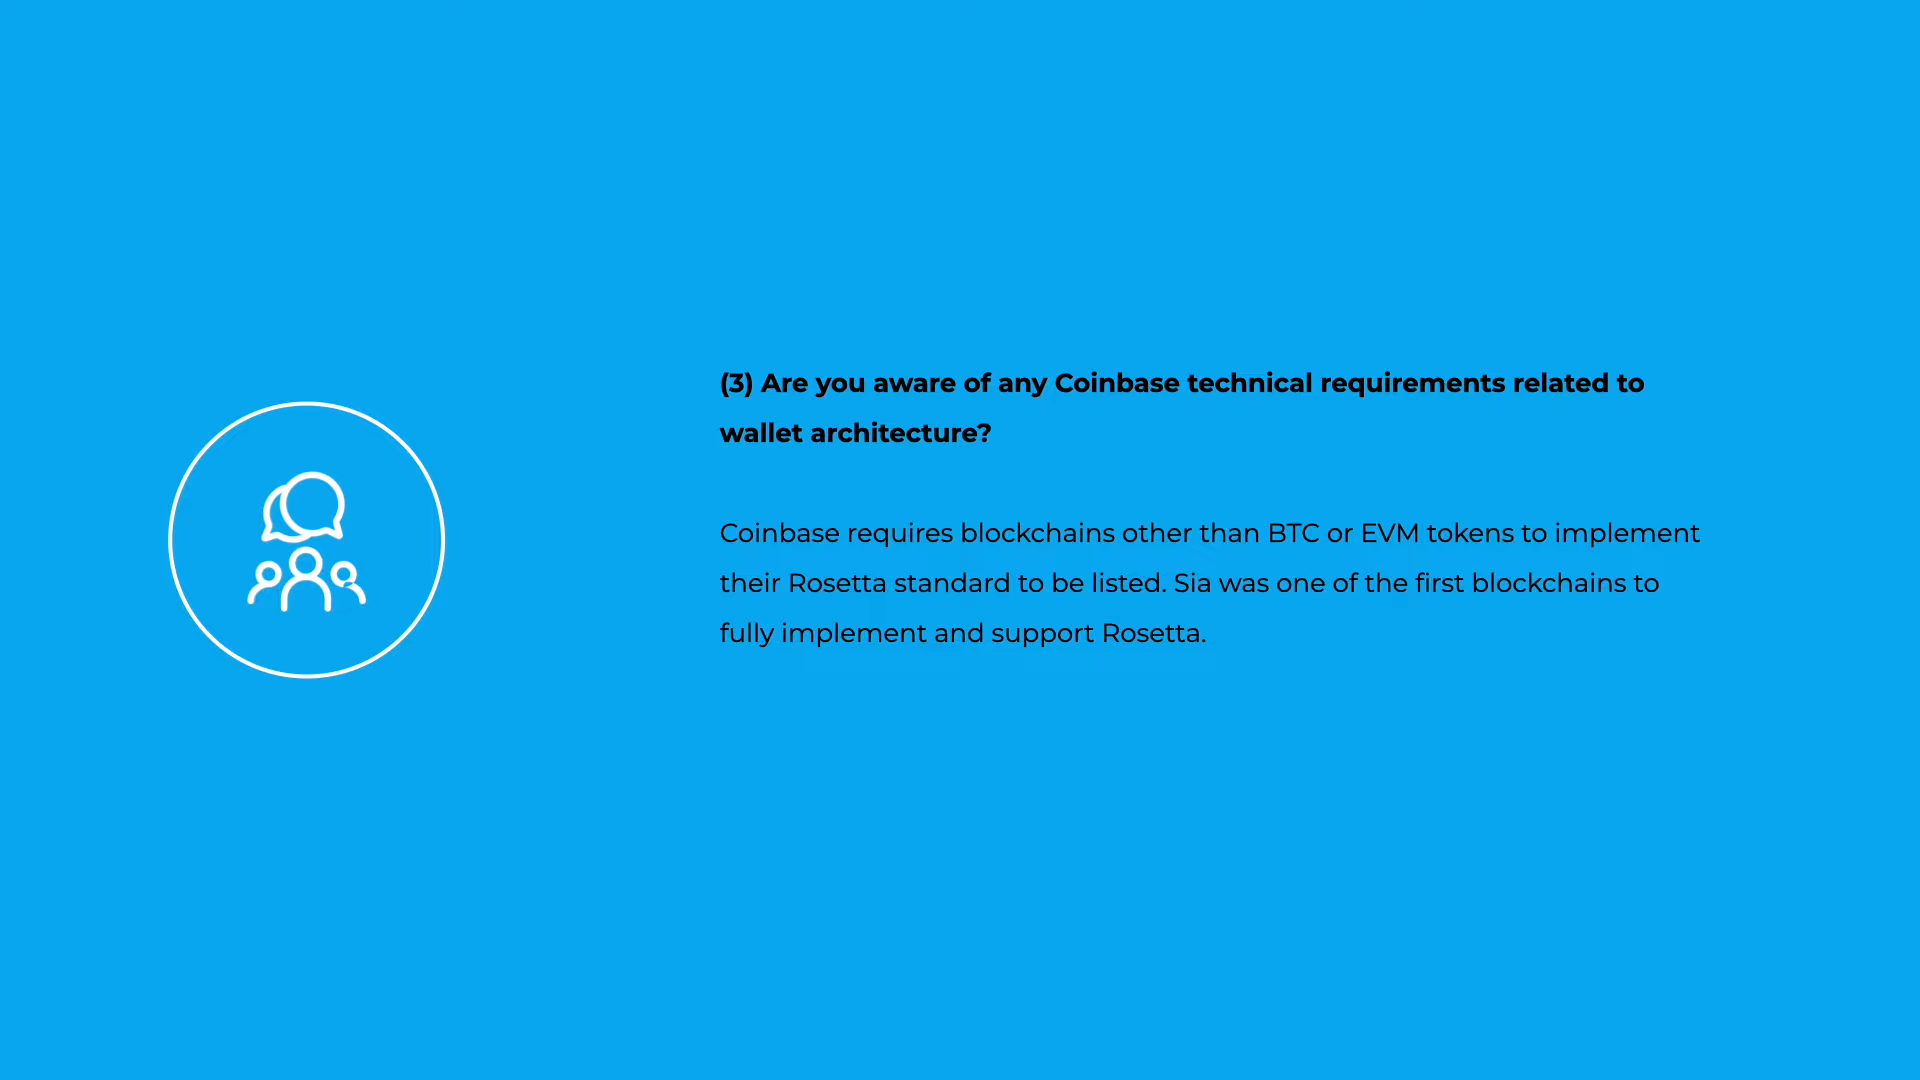 (3) Are you aware of any Coinbase technical requirements related to
wallet architecture?
Coinbase requires blockchains other than BTC or EVM tokens to implement
their Rosetta standard to be listed. Sia was one of the first blockchains to
fully implement and support Rosetta.